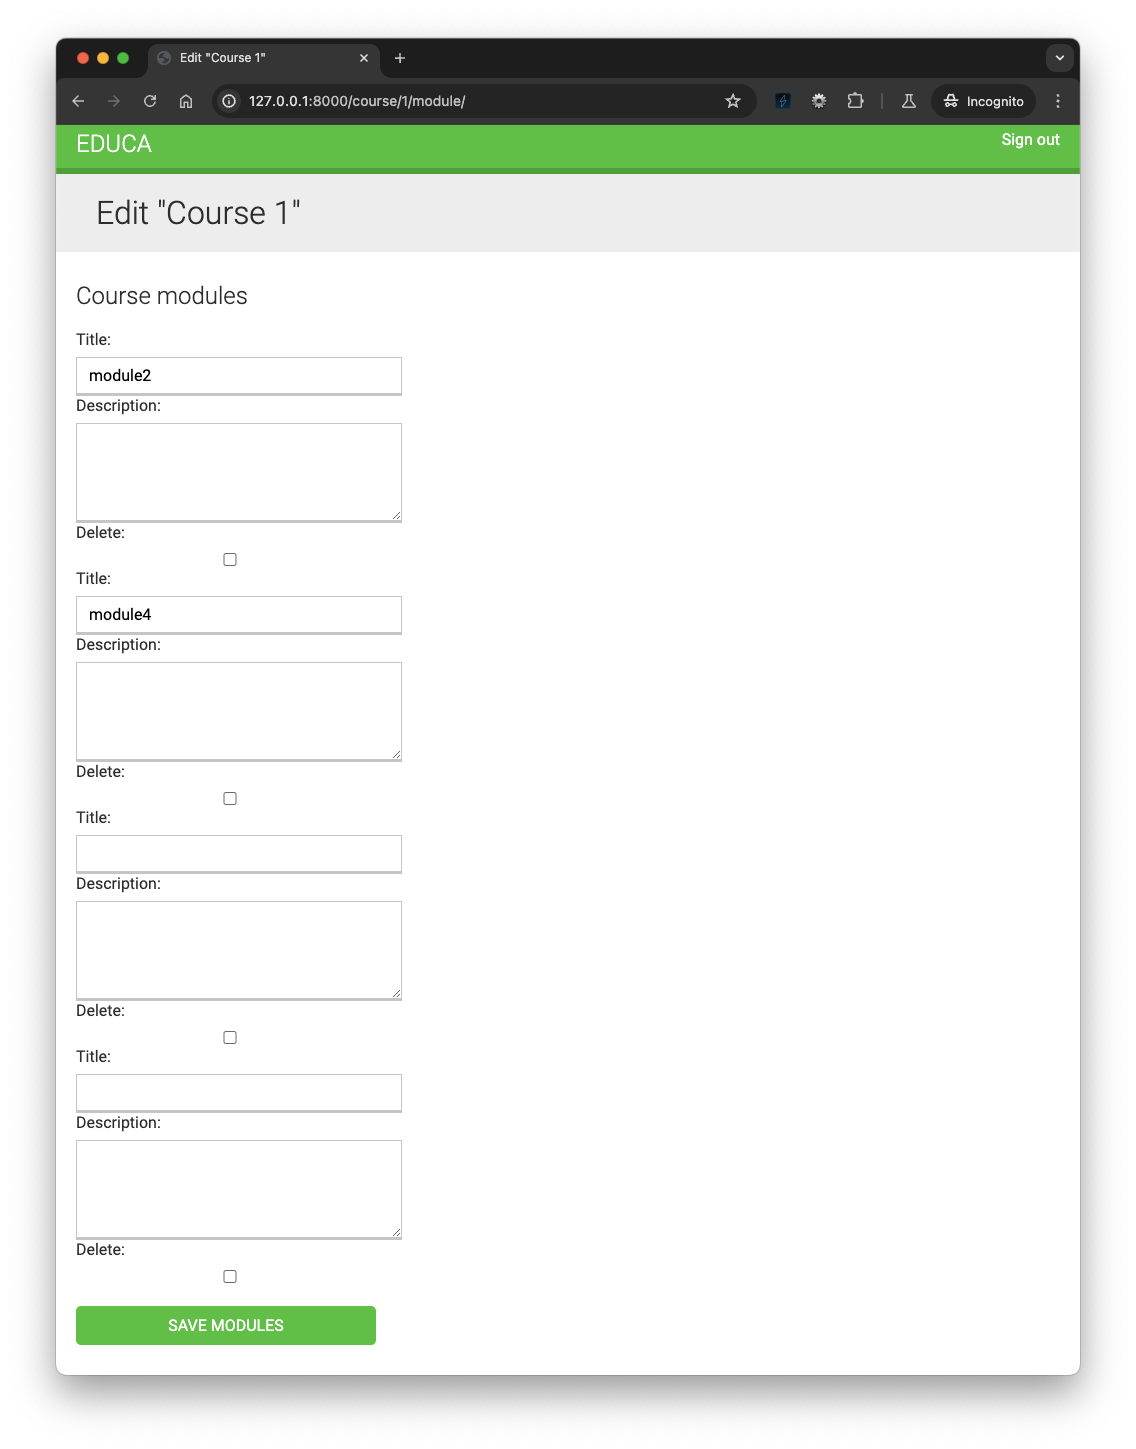 Edit "Course 1"
127.0.0.1:8000/course/1/module/
Incognito
EDUCA
Sign out
Edit "Course 1"
Course modules
Title:
module2
Description:
Delete:
Title:
module4
Description:
Delete:
Title:
Description:
Delete:
Title:
Description:
Delete:
SAVE MODULES